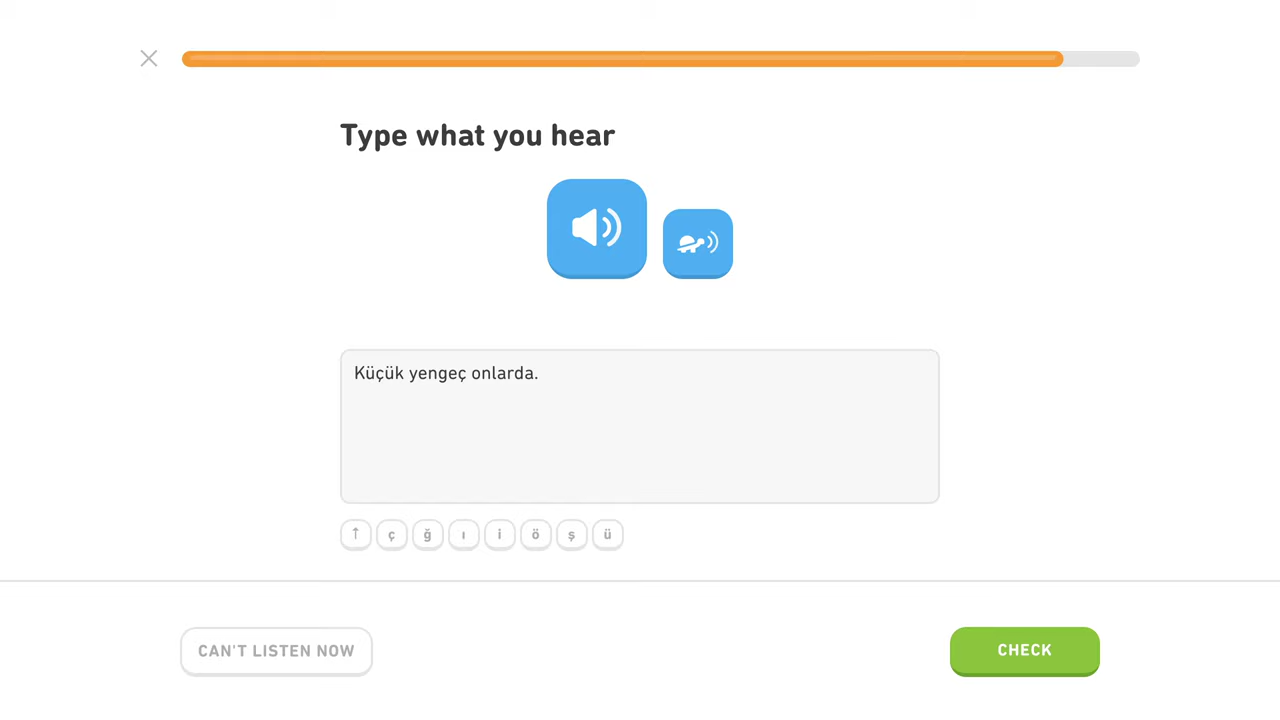 Type what you hear
Küçük yengeç onlarda.
↑ ç ğ ı i ö ş ü
CAN'T LISTEN NOW
CHECK